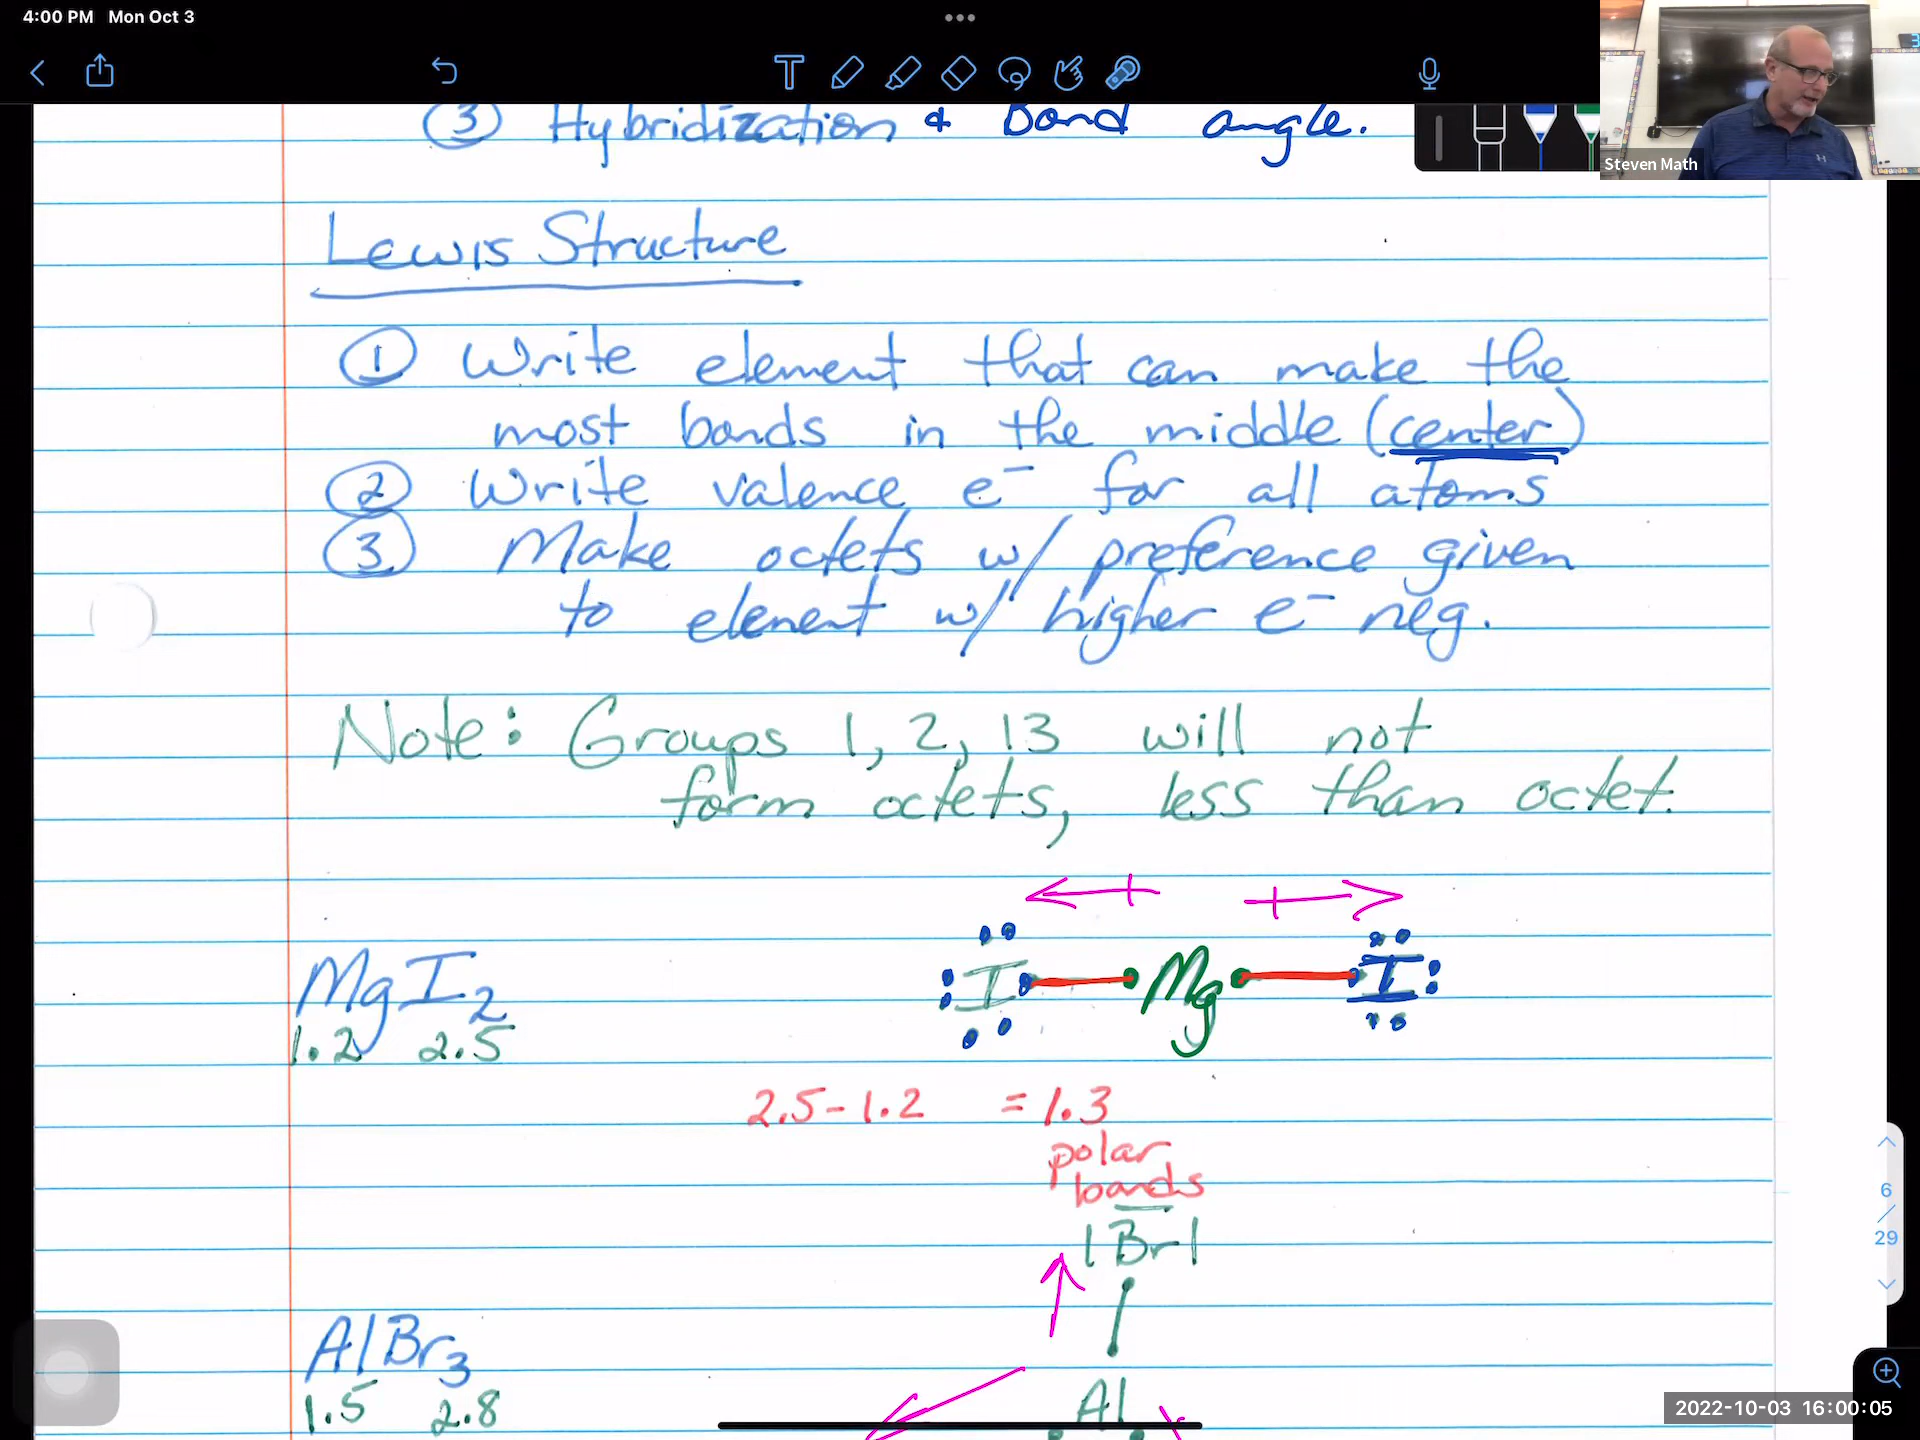 4:00 PM Mon Oct 3
Steven Math
③ Hybridization & Bond angle.
Lewis Structure
① Write element that can make the
most bonds in the middle (center)
② Write valence e⁻ for all atoms
③ Make octets w/ preference given
to element w/ higher e⁻ neg.
Note: Groups 1, 2, 13 will not
form octets, less than octet.
MgI₂
I Mg I
1.2 2.5
2.5-1.2 = 1.3
polar
bonds
Br
AlBr₃
1.5 2.8
Al
6
/
29
2022-10-03 16:00:05